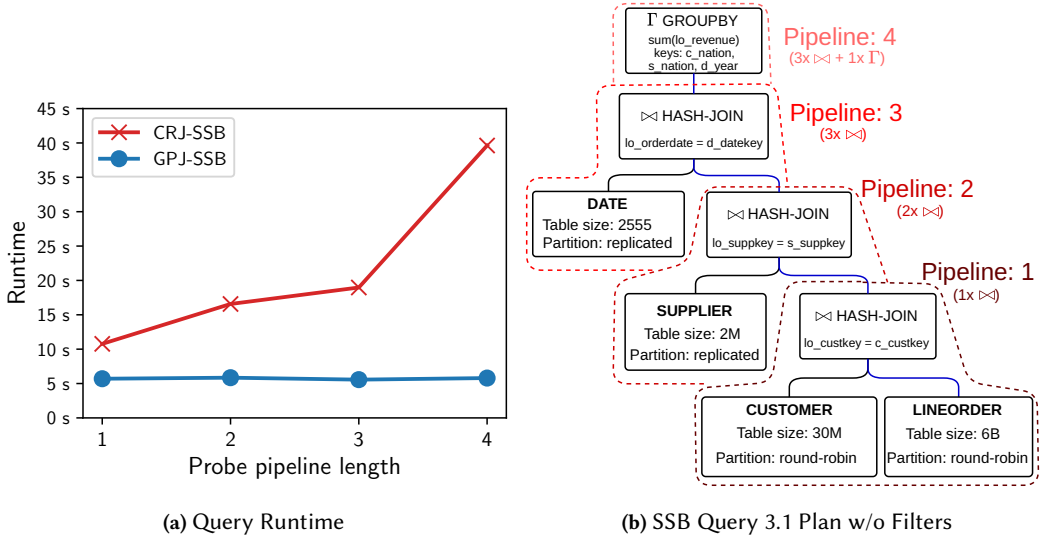 45 s
40 s
35 s
30 s
25 s
20 s
15 s
10 s
5 s
0 s
Runtime
CRJ-SSB
GPJ-SSB
1 2 3 4
Probe pipeline length
(a) Query Runtime
Γ GROUPBY
sum(lo_revenue)
keys: c_nation,
s_nation, d_year
Pipeline: 4
(3x ⋈ + 1x Γ)
⋈ HASH-JOIN
lo_orderdate = d_datekey
Pipeline: 3
(3x ⋈)
DATE
Table size: 2555
Partition: replicated
⋈ HASH-JOIN
lo_suppkey = s_suppkey
Pipeline: 2
(2x ⋈)
SUPPLIER
Table size: 2M
Partition: replicated
⋈ HASH-JOIN
lo_custkey = c_custkey
Pipeline: 1
(1x ⋈)
CUSTOMER
Table size: 30M
Partition: round-robin
LINEORDER
Table size: 6B
Partition: round-robin
(b) SSB Query 3.1 Plan w/o Filters